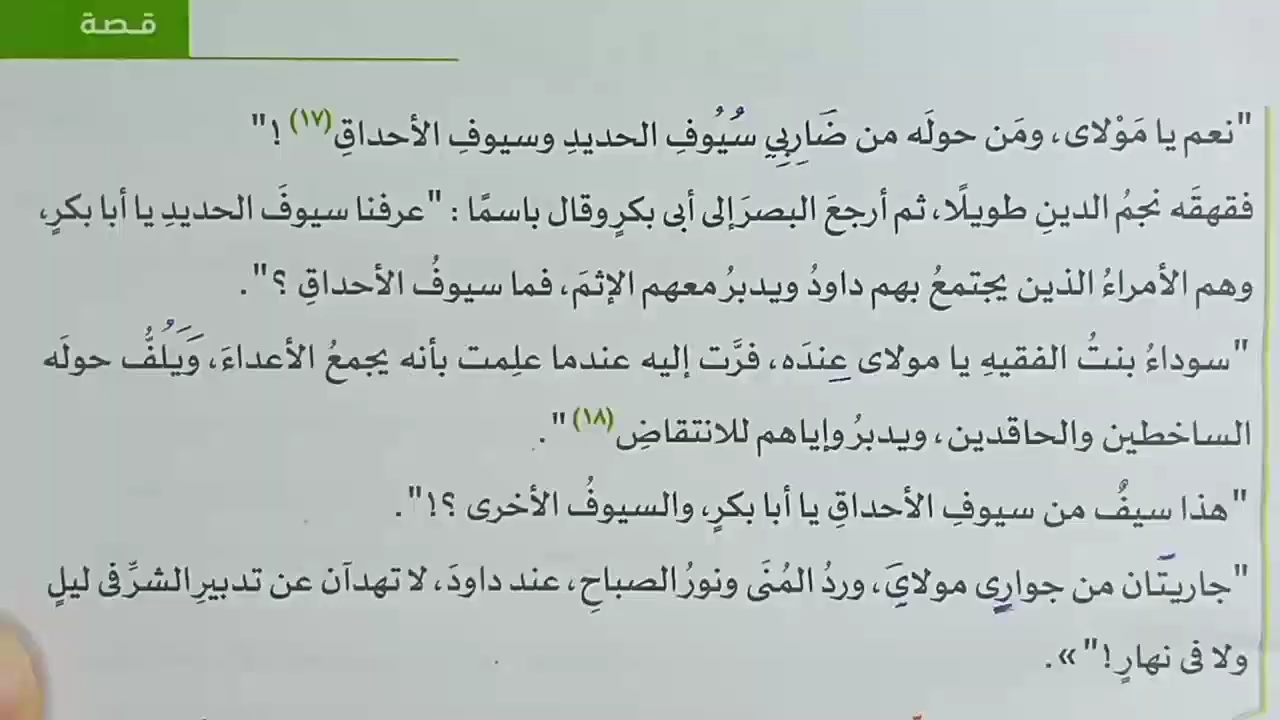 قصة
"نعم يا مَوْلاى، ومَن حولَه من ضَارِبِي سُيُوفِ الحديدِ وسيوفِ الأحداقِ(١٧) !"
فقهقَه نجمُ الدينِ طويلًا، ثم أرجعَ البصرَ إلى أبى بكرٍ وقال باسمًا : "عرفنا سيوفَ الحديدِ يا أبا بكرٍ،
وهم الأمراءُ الذين يجتمعُ بهم داودُ ويدبرُ معهم الإثمَ، فما سيوفُ الأحداقِ ؟".
"سوداءُ بنتُ الفقيهِ يا مولاى عِندَه، فرَّت إليه عندما علِمت بأنه يجمعُ الأعداءَ، وَيَلُفُّ حولَه
الساخطين والحاقدين، ويدبرُ وإياهم للانتقاضِ(١٨) ".
"هذا سيفٌ من سيوفِ الأحداقِ يا أبا بكرٍ، والسيوفُ الأخرى ؟!".
"جاريتَان من جوارِى مولايَ، وردُ المُنَى ونورُ الصباحِ، عند داودَ، لا تهدآن عن تدبيرِ الشرِّ فى ليلٍ
ولا فى نهارٍ !"».